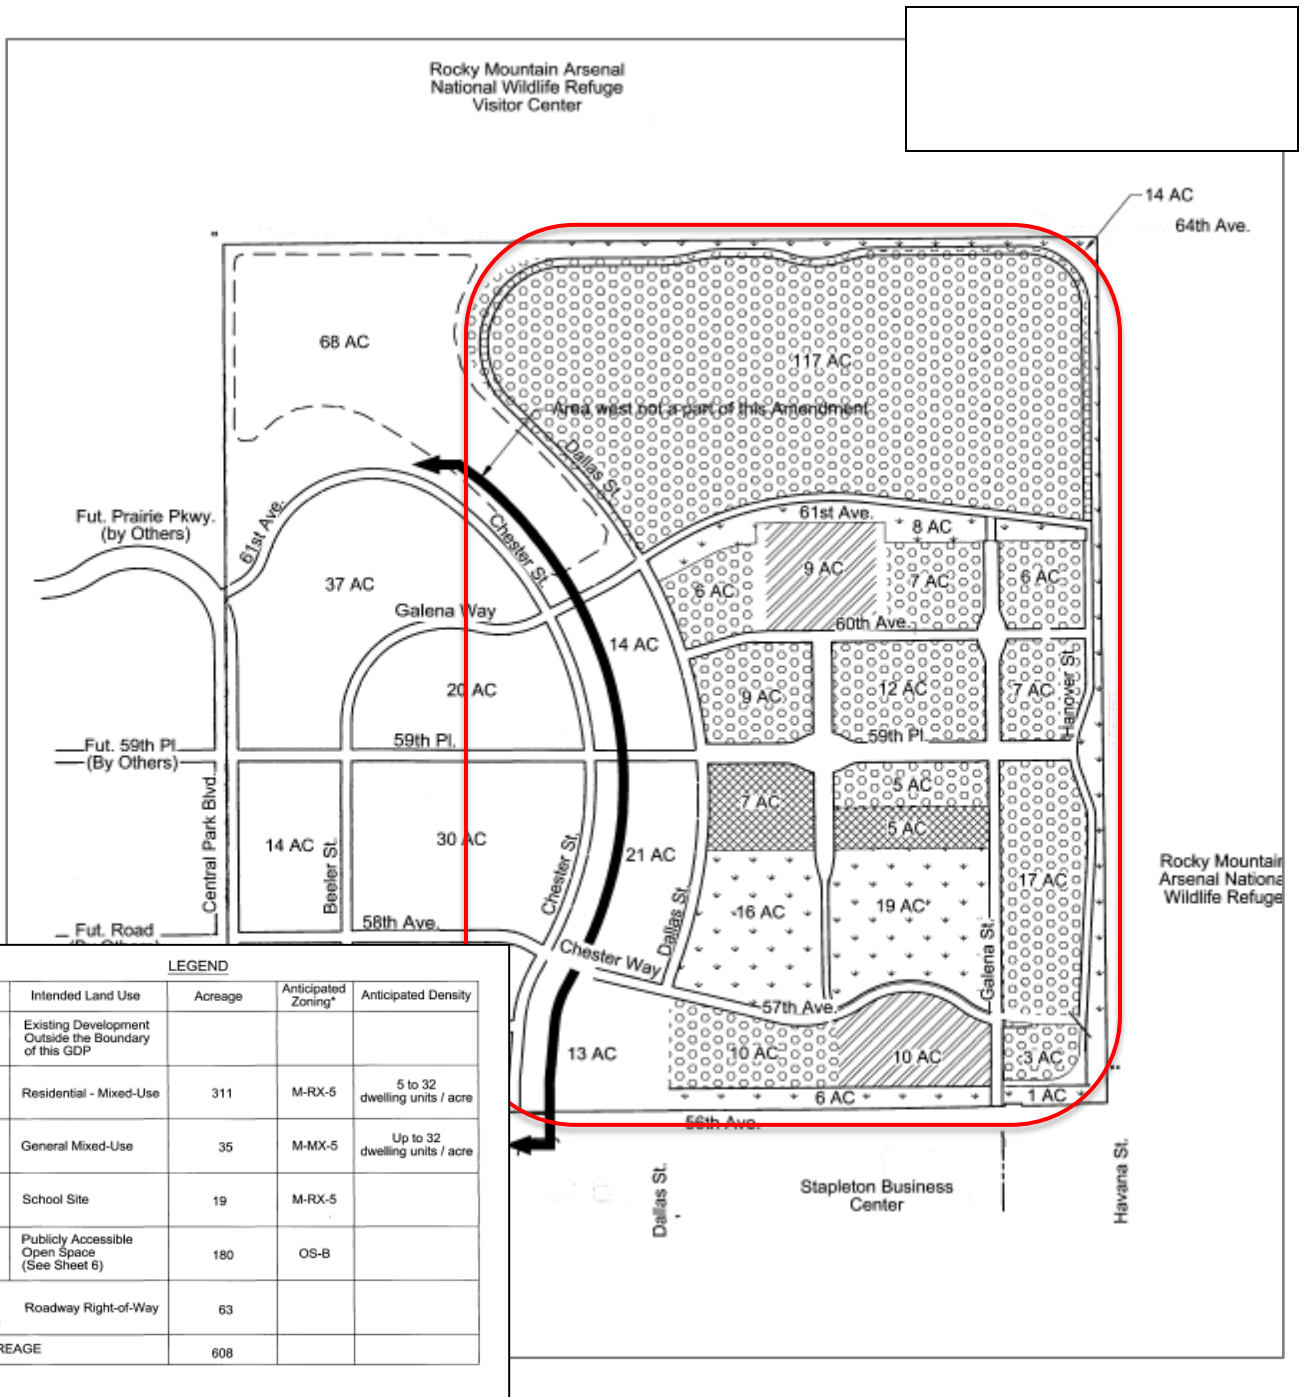 Rocky Mountain Arsenal
National Wildlife Refuge
Visitor Center
14 AC
64th Ave.
68 AC
117 AC
Area west not a part of this Amendment
Dallas St.
61st Ave.
8 AC
Fut. Prairie Pkwy.
(by Others)
61st Ave.
Chester St.
37 AC
Galena Way
6 AC
9 AC
7 AC
6 AC
60th Ave.
14 AC
20 AC
9 AC
12 AC
7 AC
Hanover St.
59th Pl.
59th Pl.
Fut. 59th Pl.
(By Others)
Central Park Blvd.
14 AC
Beeler St.
30 AC
Chester St.
21 AC
Dallas St.
7 AC
5 AC
5 AC
16 AC
19 AC
17 AC
Galena St.
Rocky Mountain
Arsenal Nationa
Wildlife Refuge
Fut. Road
58th Ave.
Chester Way
57th Ave.
13 AC
10 AC
10 AC
3 AC
6 AC
1 AC
56th Ave.
Dallas St.
Stapleton Business
Center
Havana St.
LEGEND
Intended Land Use Acreage Anticipated Zoning* Anticipated Density
Existing Development
Outside the Boundary
of this GDP
Residential - Mixed-Use 311 M-RX-5 5 to 32 dwelling units / acre
General Mixed-Use 35 M-MX-5 Up to 32 dwelling units / acre
School Site 19 M-RX-5
Publicly Accessible
Open Space
(See Sheet 6) 180 OS-B
Roadway Right-of-Way 63
REAGE 608